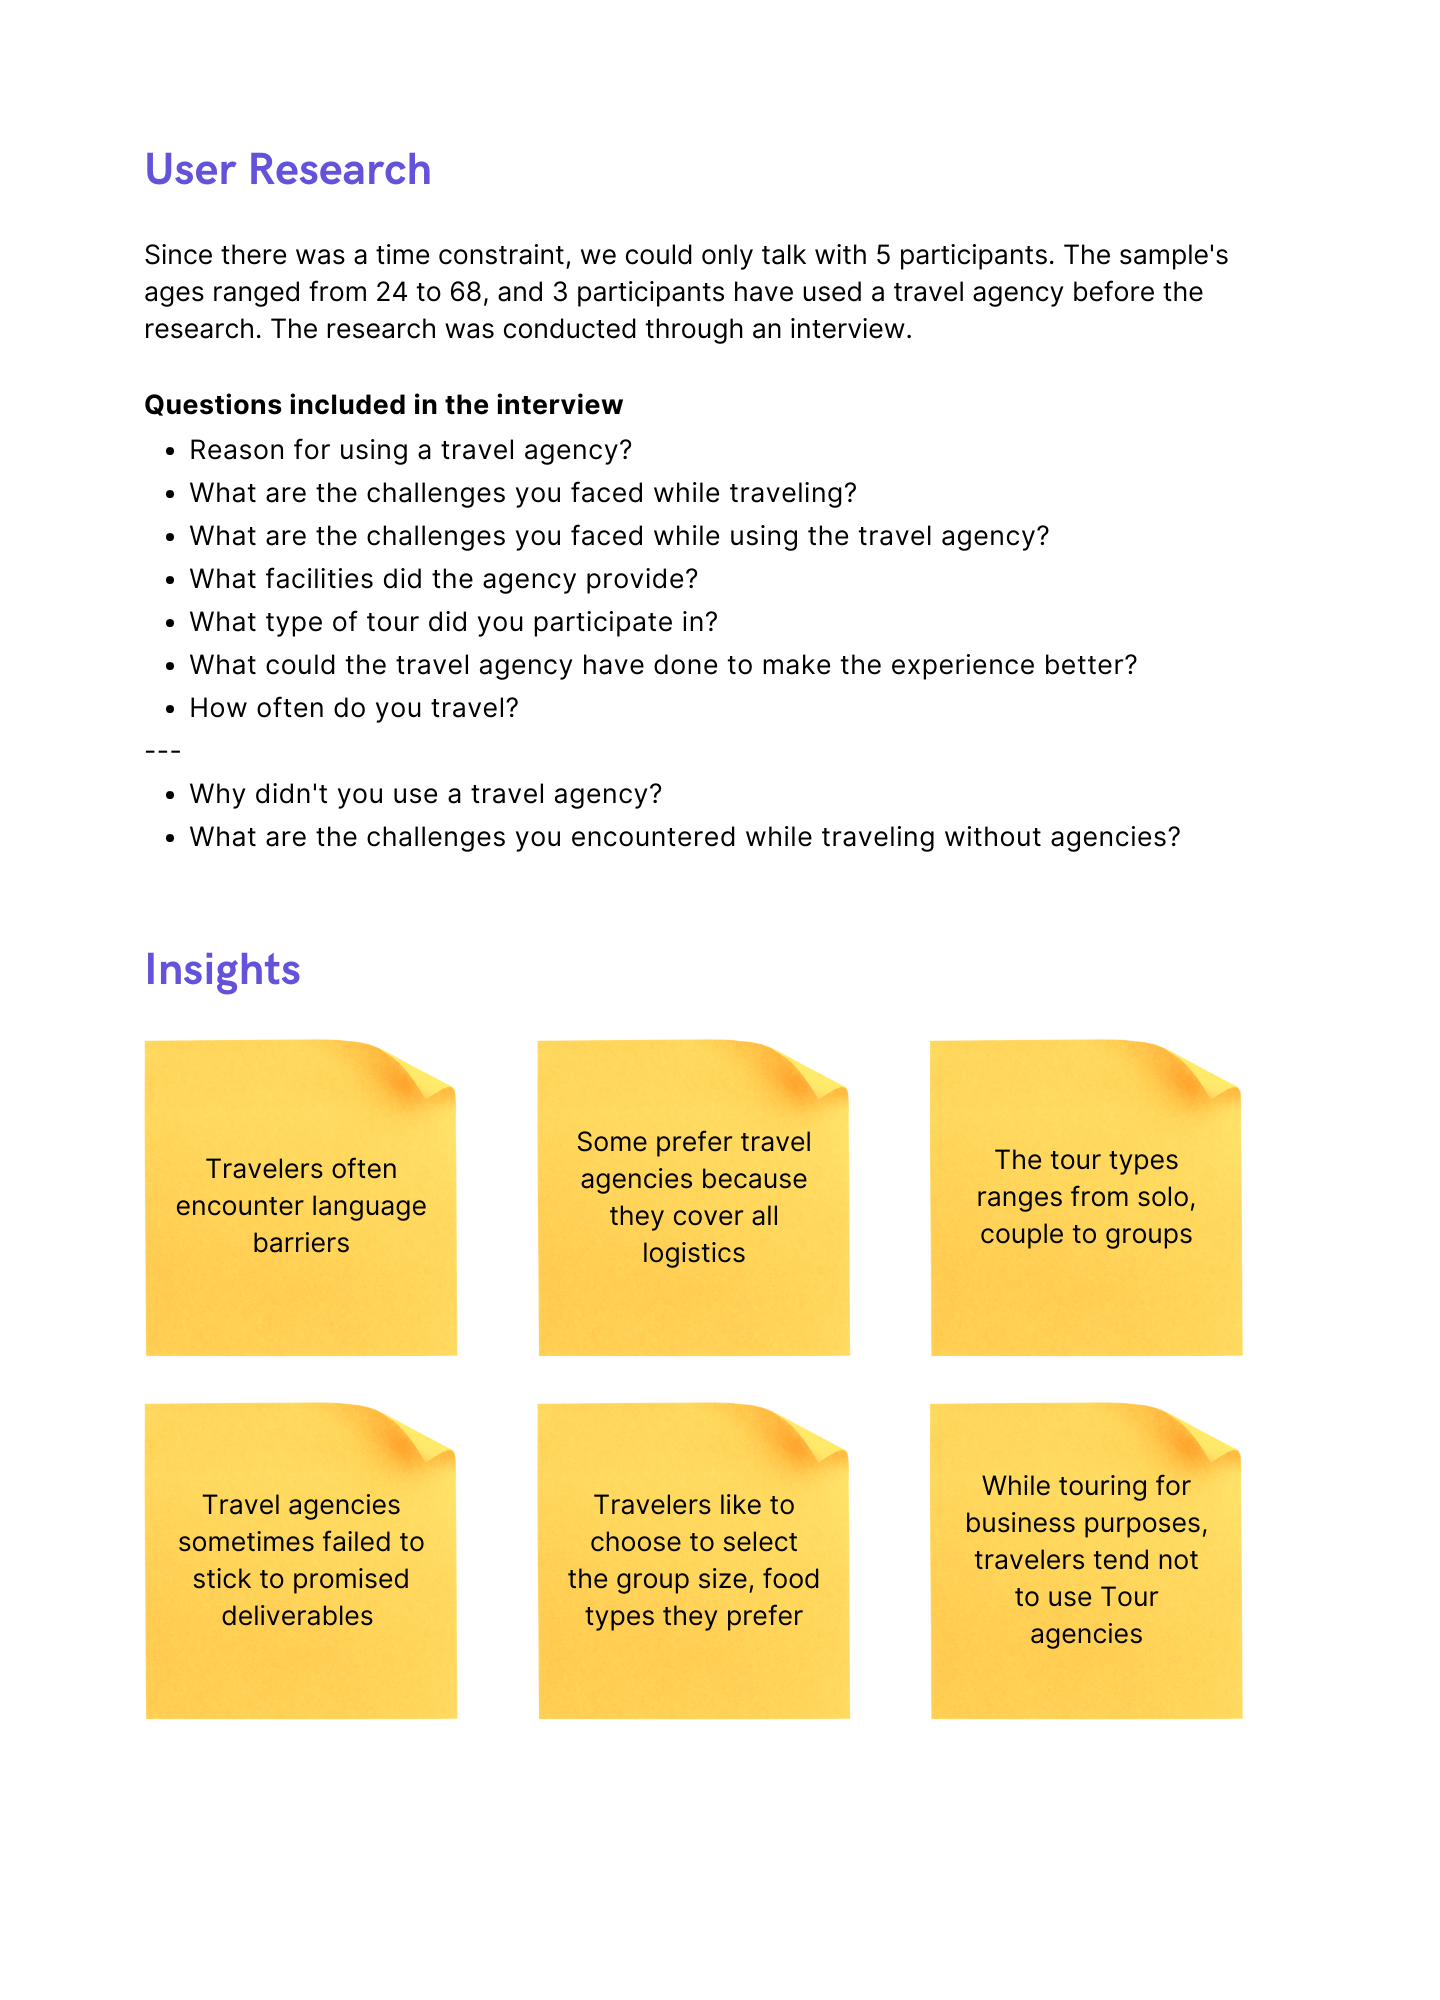 User Research
Since there was a time constraint, we could only talk with 5 participants. The sample's
ages ranged from 24 to 68, and 3 participants have used a travel agency before the
research. The research was conducted through an interview.
Questions included in the interview
• Reason for using a travel agency?
• What are the challenges you faced while traveling?
• What are the challenges you faced while using the travel agency?
• What facilities did the agency provide?
• What type of tour did you participate in?
• What could the travel agency have done to make the experience better?
• How often do you travel?
---
• Why didn't you use a travel agency?
• What are the challenges you encountered while traveling without agencies?
Insights
Travelers often
encounter language
barriers
Some prefer travel
agencies because
they cover all
logistics
The tour types
ranges from solo,
couple to groups
Travel agencies
sometimes failed to
stick to promised
deliverables
Travelers like to
choose to select
the group size, food
types they prefer
While touring for
business purposes,
travelers tend not
to use Tour
agencies